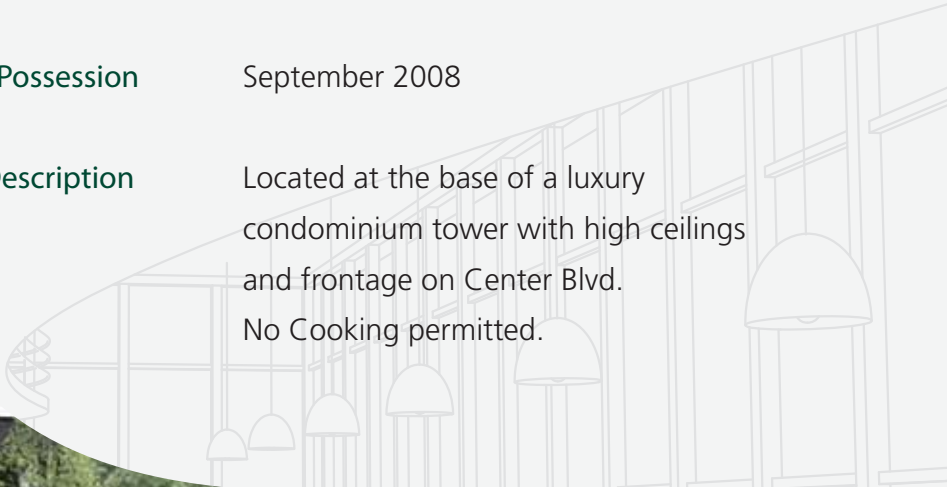 Possession September 2008
Description Located at the base of a luxury
condominium tower with high ceilings
and frontage on Center Blvd.
No Cooking permitted.